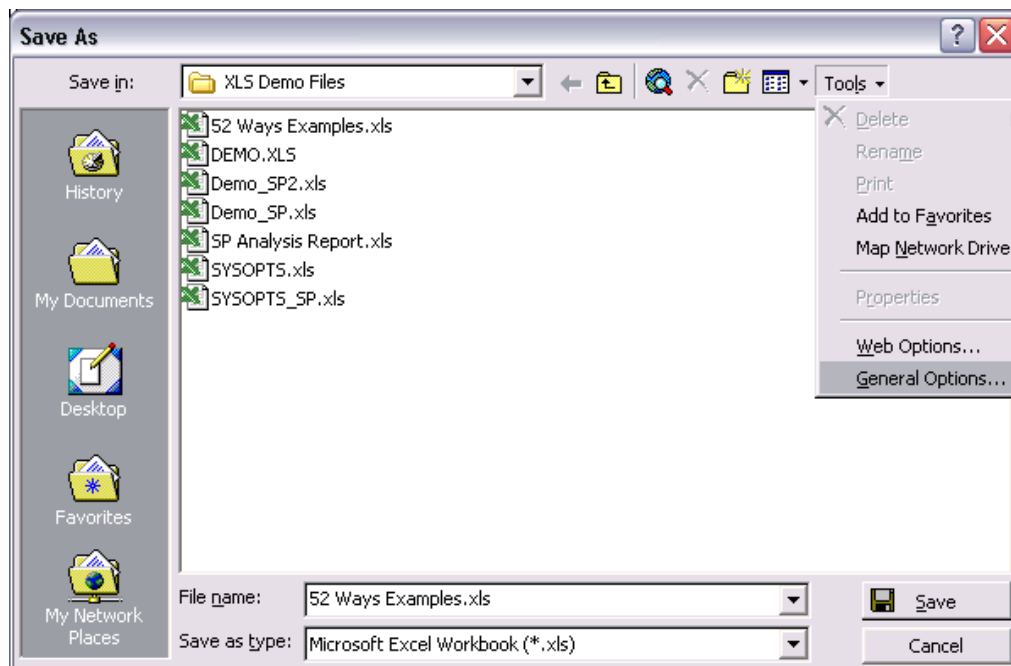 Save As
?
Save in:
XLS Demo Files
Tools
52 Ways Examples.xls
DEMO.XLS
Demo_SP2.xls
Demo_SP.xls
SP Analysis Report.xls
SYSOPTS.xls
SYSOPTS_SP.xls
Delete
Rename
Print
Add to Favorites
Map Network Drive
Properties
Web Options...
General Options...
History
My Documents
Desktop
Favorites
My Network
Places
File name:
52 Ways Examples.xls
Save
Save as type:
Microsoft Excel Workbook (*.xls)
Cancel